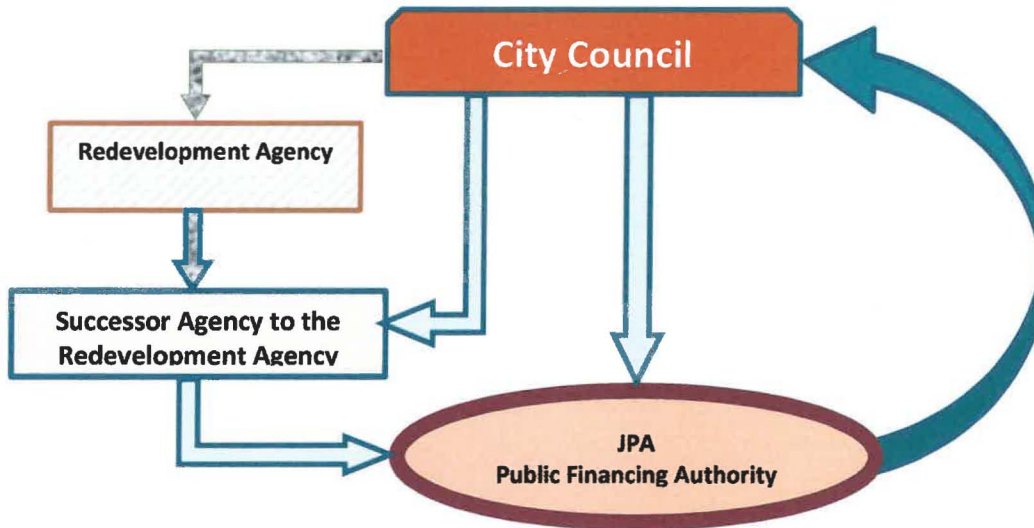 City Council
Redevelopment Agency
Successor Agency to the
Redevelopment Agency
JPA
Public Financing Authority